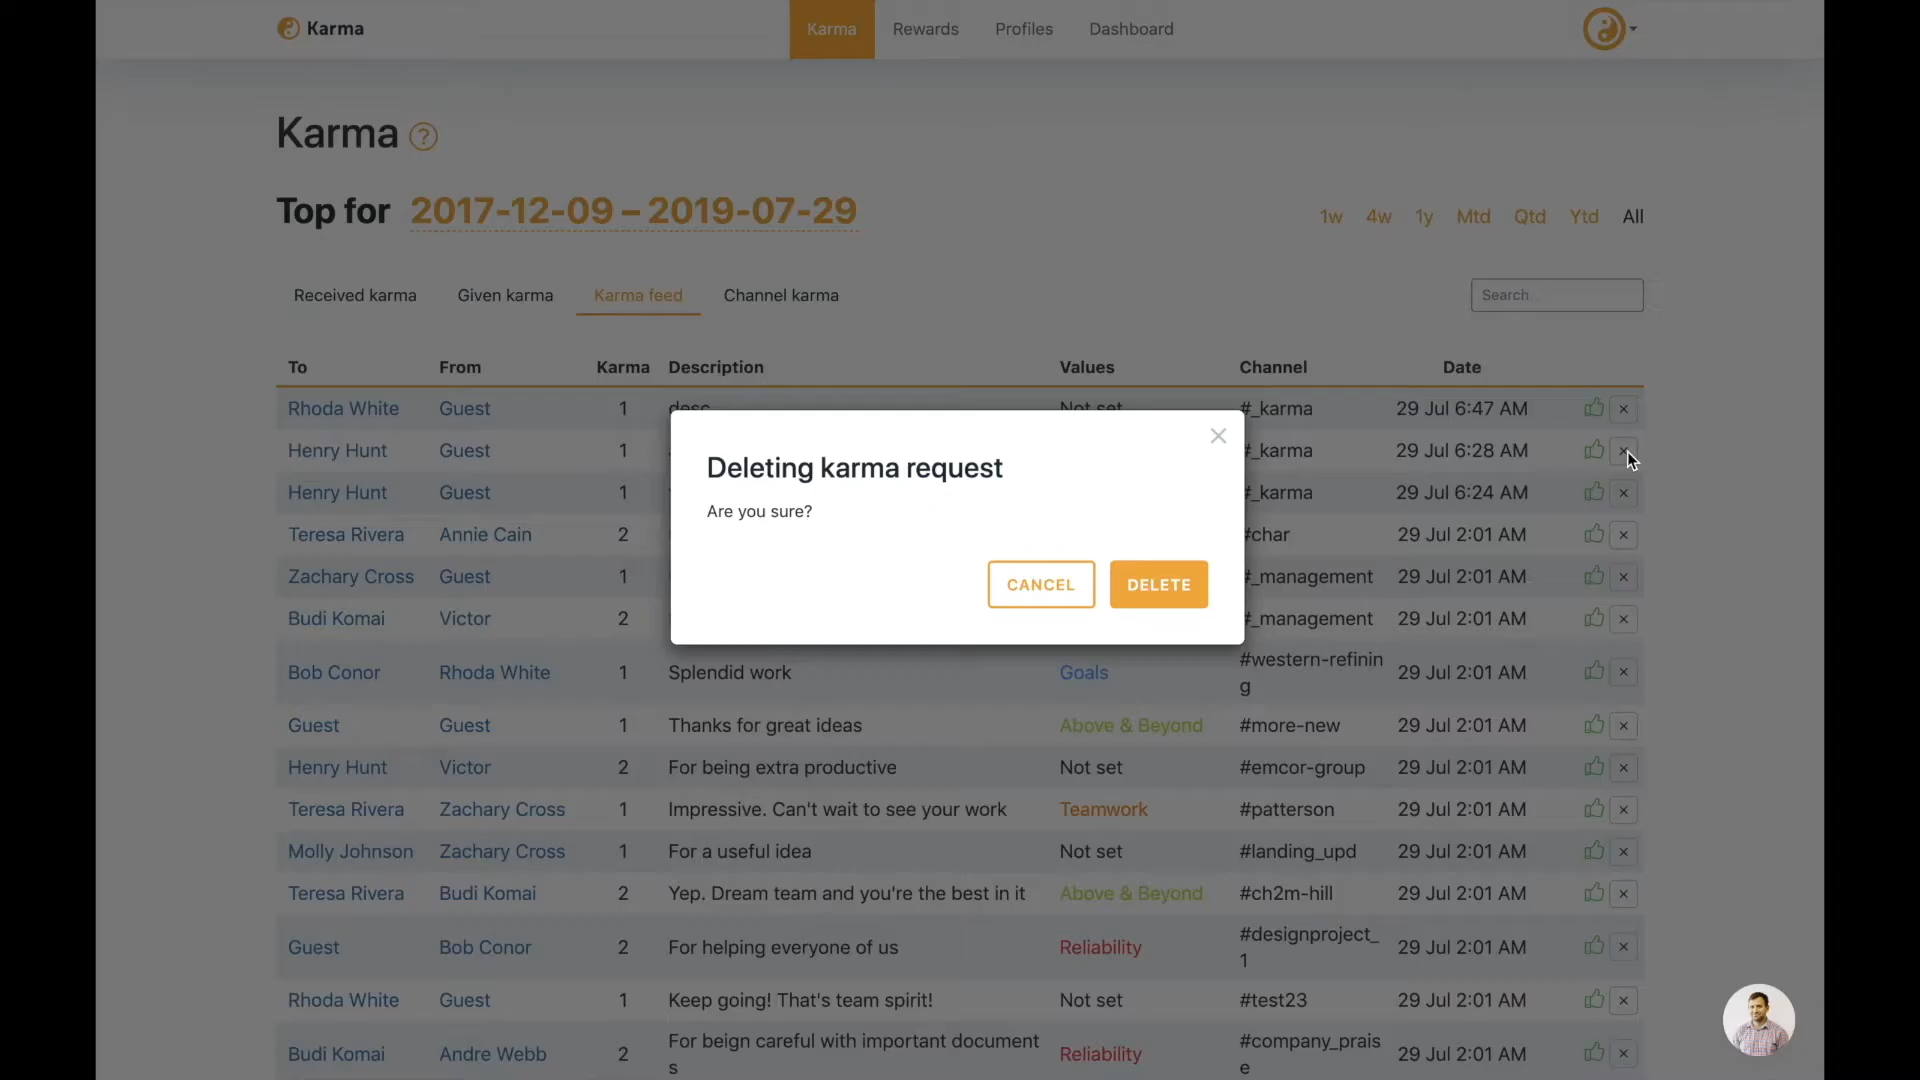 Karma
Karma Rewards Profiles Dashboard
Karma ?
Top for 2017-12-09 – 2019-07-29
1w 4w 1y Mtd Qtd Ytd All
Received karma Given karma Karma feed Channel karma
Search
To From Karma Description Values Channel Date
Rhoda White Guest 1 desc Not set #_karma 29 Jul 6:47 AM
Henry Hunt Guest 1 #_karma 29 Jul 6:28 AM
Henry Hunt Guest 1 #_karma 29 Jul 6:24 AM
Teresa Rivera Annie Cain 2 #char 29 Jul 2:01 AM
Zachary Cross Guest 1 #_management 29 Jul 2:01 AM
Budi Komai Victor 2 #_management 29 Jul 2:01 AM
Deleting karma request
Are you sure?
CANCEL DELETE
Bob Conor Rhoda White 1 Splendid work Goals #western-refinin
g 29 Jul 2:01 AM
Guest Guest 1 Thanks for great ideas Above & Beyond #more-new 29 Jul 2:01 AM
Henry Hunt Victor 2 For being extra productive Not set #emcor-group 29 Jul 2:01 AM
Teresa Rivera Zachary Cross 1 Impressive. Can't wait to see your work Teamwork #patterson 29 Jul 2:01 AM
Molly Johnson Zachary Cross 1 For a useful idea Not set #landing_upd 29 Jul 2:01 AM
Teresa Rivera Budi Komai 2 Yep. Dream team and you're the best in it Above & Beyond #ch2m-hill 29 Jul 2:01 AM
Guest Bob Conor 2 For helping everyone of us Reliability #designproject_
1 29 Jul 2:01 AM
Rhoda White Guest 1 Keep going! That's team spirit! Not set #test23 29 Jul 2:01 AM
Budi Komai Andre Webb 2 For beign careful with important document
s Reliability #company_prais
e 29 Jul 2:01 AM